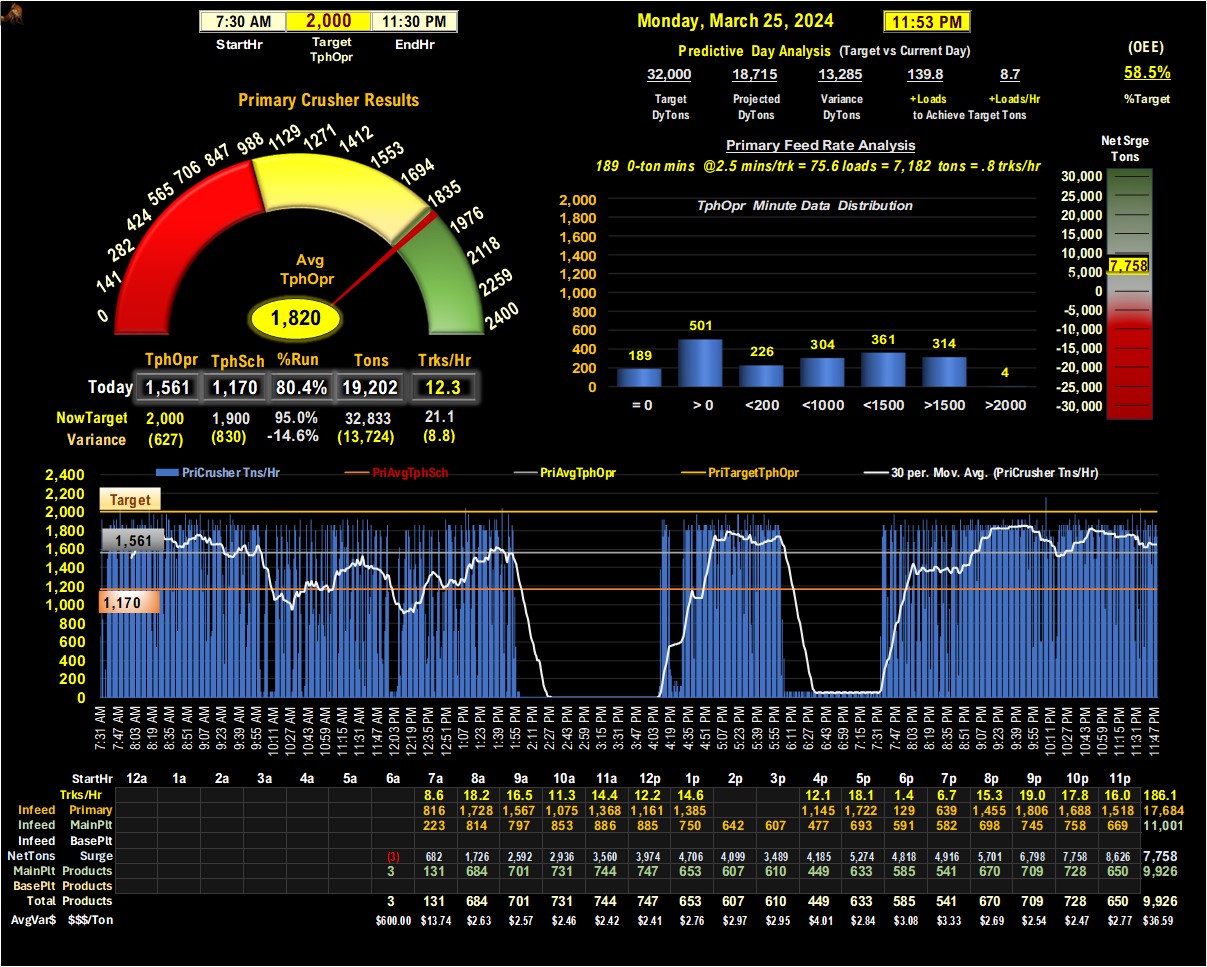 7:30 AM 2,000 11:30 PM
StartHr Target TphOpr EndHr
Monday, March 25, 2024 11:53 PM
Predictive Day Analysis (Target vs Current Day)
32,000 18,715 13,285 139.8 8.7
Target DyTons Projected DyTons Variance DyTons +Loads +Loads/Hr
to Achieve Target Tons
(OEE)
58.5%
%Target
Primary Crusher Results
0 141 282 424 565 706 847 988 1129 1271 1412 1553 1694 1835 1976 2118 2259 2400
Avg
TphOpr
1,820
TphOpr TphSch %Run Tons Trks/Hr
Today 1,561 1,170 80.4% 19,202 12.3
NowTarget 2,000 1,900 95.0% 32,833 21.1
Variance (627) (830) -14.6% (13,724) (8.8)
Primary Feed Rate Analysis
189 0-ton mins @2.5 mins/trk = 75.6 loads = 7,182 tons = .8 trks/hr
TphOpr Minute Data Distribution
2,000
1,800
1,600
1,400
1,200
1,000
800
600
400
200
0
189 501 226 304 361 314 4
= 0 > 0 <200 <1000 <1500 >1500 >2000
Net Srge
Tons
30,000
25,000
20,000
15,000
10,000
5,000
0
-5,000
-10,000
-15,000
-20,000
-25,000
-30,000
7,758
PriCrusher Tns/Hr PriAvgTphSch PriAvgTphOpr PriTargetTphOpr 30 per. Mov. Avg. (PriCrusher Tns/Hr)
2,400
2,200
2,000
1,800
1,600
1,400
1,200
1,000
800
600
400
200
0
Target
1,561
1,170
7:31 AM 7:47 AM 8:03 AM 8:19 AM 8:35 AM 8:51 AM 9:07 AM 9:23 AM 9:39 AM 9:55 AM 10:11 AM 10:27 AM 10:43 AM 10:59 AM 11:15 AM 11:31 AM 11:47 AM 12:03 PM 12:19 PM 12:35 PM 12:51 PM 1:07 PM 1:23 PM 1:39 PM 1:55 PM 2:11 PM 2:27 PM 2:43 PM 2:59 PM 3:15 PM 3:31 PM 3:47 PM 4:03 PM 4:19 PM 4:35 PM 4:51 PM 5:07 PM 5:23 PM 5:39 PM 5:55 PM 6:11 PM 6:27 PM 6:43 PM 6:59 PM 7:15 PM 7:31 PM 7:47 PM 8:03 PM 8:19 PM 8:35 PM 8:51 PM 9:07 PM 9:23 PM 9:39 PM 9:55 PM 10:11 PM 10:27 PM 10:43 PM 10:59 PM 11:15 PM 11:31 PM 11:47 PM
StartHr 12a 1a 2a 3a 4a 5a 6a 7a 8a 9a 10a 11a 12p 1p 2p 3p 4p 5p 6p 7p 8p 9p 10p 11p
Trks/Hr 8.6 18.2 16.5 11.3 14.4 12.2 14.6 12.1 18.1 1.4 6.7 15.3 19.0 17.8 16.0 186.1
Infeed Primary 816 1,728 1,567 1,075 1,368 1,161 1,385 1,145 1,722 129 639 1,455 1,806 1,688 1,518 17,684
Infeed MainPlt 223 814 797 853 886 885 750 642 607 477 693 591 582 698 745 758 669 11,001
Infeed BasePlt
NetTons Surge (3) 682 1,726 2,592 2,936 3,560 3,974 4,706 4,099 3,489 4,185 5,274 4,818 4,916 5,701 6,798 7,758 8,626 7,758
MainPlt Products 3 131 684 701 731 744 747 653 607 610 449 633 585 541 670 709 728 650 9,926
BasePlt Products
Total Products 3 131 684 701 731 744 747 653 607 610 449 633 585 541 670 709 728 650 9,926
AvgVar$ $$$/Ton $600.00 $13.74 $2.63 $2.57 $2.46 $2.42 $2.41 $2.76 $2.97 $2.95 $4.01 $2.84 $3.08 $3.33 $2.69 $2.54 $2.47 $2.77 $36.59